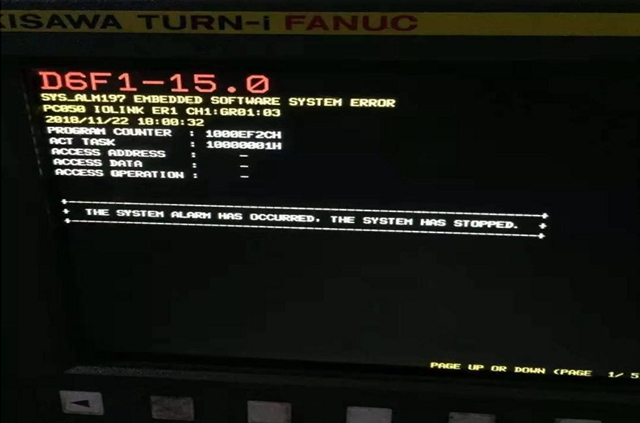 KISAWA TURN-i FANUC
D6F1-15.0
SYS_ALM197 EMBEDDED SOFTWARE SYSTEM ERROR
PC050 IOLINK ER1 CH1:GR01:03
2018/11/22 18:00:32
PROGRAM COUNTER : 1000EF2CH
ACT TASK : 10000001H
ACCESS ADDRESS : -
ACCESS DATA : -
ACCESS OPERATION : -
THE SYSTEM ALARM HAS OCCURRED, THE SYSTEM HAS STOPPED.
PAGE UP OR DOWN (PAGE 1/ 5